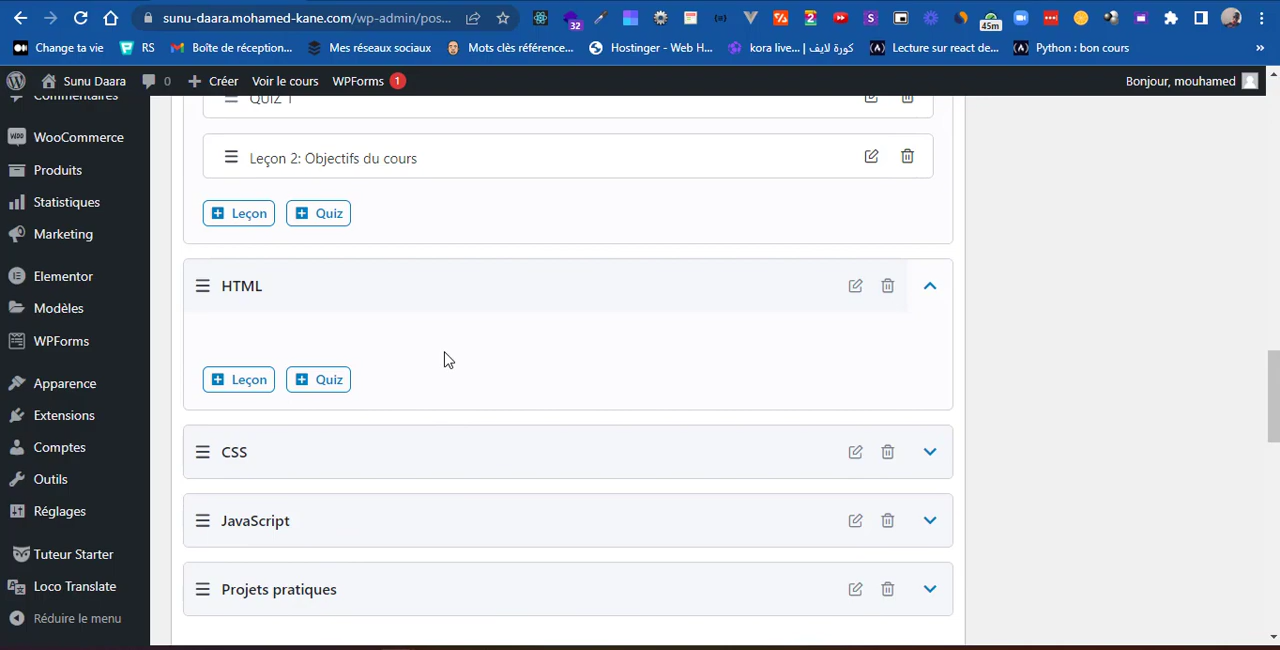 sunu-daara.mohamed-kane.com/wp-admin/pos...
32
45m
Change ta vie
RS
Boîte de réception...
Mes réseaux sociaux
Mots clès référence...
Hostinger - Web H...
kora live... | كورة لايف
Lecture sur react de...
Python : bon cours
»
Sunu Daara
0
Créer
Voir le cours
WPForms 1
Bonjour, mouhamed
Commentaires
WooCommerce
Produits
Statistiques
Marketing
Elementor
Modèles
WPForms
Apparence
Extensions
Comptes
Outils
Réglages
Tuteur Starter
Loco Translate
Réduire le menu
QUIZ 1
Leçon 2: Objectifs du cours
Leçon
Quiz
HTML
Leçon
Quiz
CSS
JavaScript
Projets pratiques